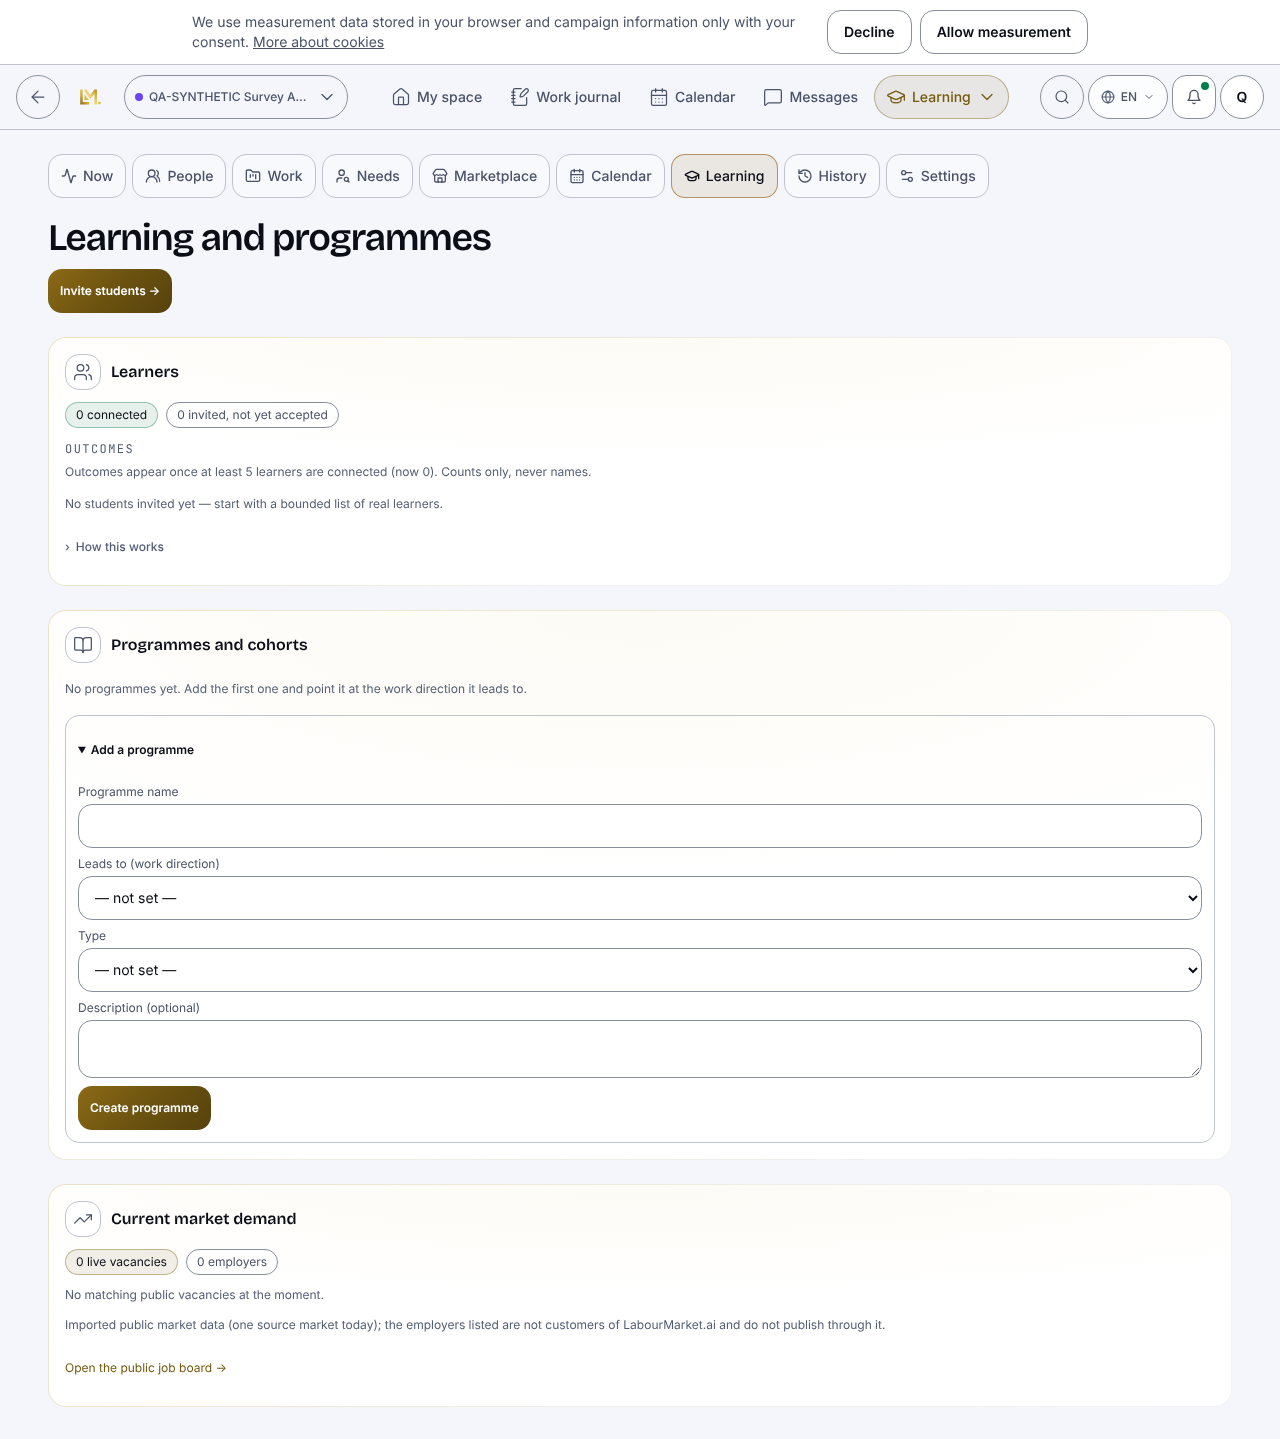 We use measurement data stored in your browser and campaign information only with your
consent. More about cookies
Decline
Allow measurement
LM.
QA-SYNTHETIC Survey A...
My space
Work journal
Calendar
Messages
Learning
EN
Q
Now
People
Work
Needs
Marketplace
Calendar
Learning
History
Settings
Learning and programmes
Invite students →
Learners
0 connected
0 invited, not yet accepted
OUTCOMES
Outcomes appear once at least 5 learners are connected (now 0). Counts only, never names.
No students invited yet — start with a bounded list of real learners.
› How this works
Programmes and cohorts
No programmes yet. Add the first one and point it at the work direction it leads to.
▼ Add a programme
Programme name
Leads to (work direction)
— not set —
Type
— not set —
Description (optional)
Create programme
Current market demand
0 live vacancies
0 employers
No matching public vacancies at the moment.
Imported public market data (one source market today); the employers listed are not customers of LabourMarket.ai and do not publish through it.
Open the public job board →